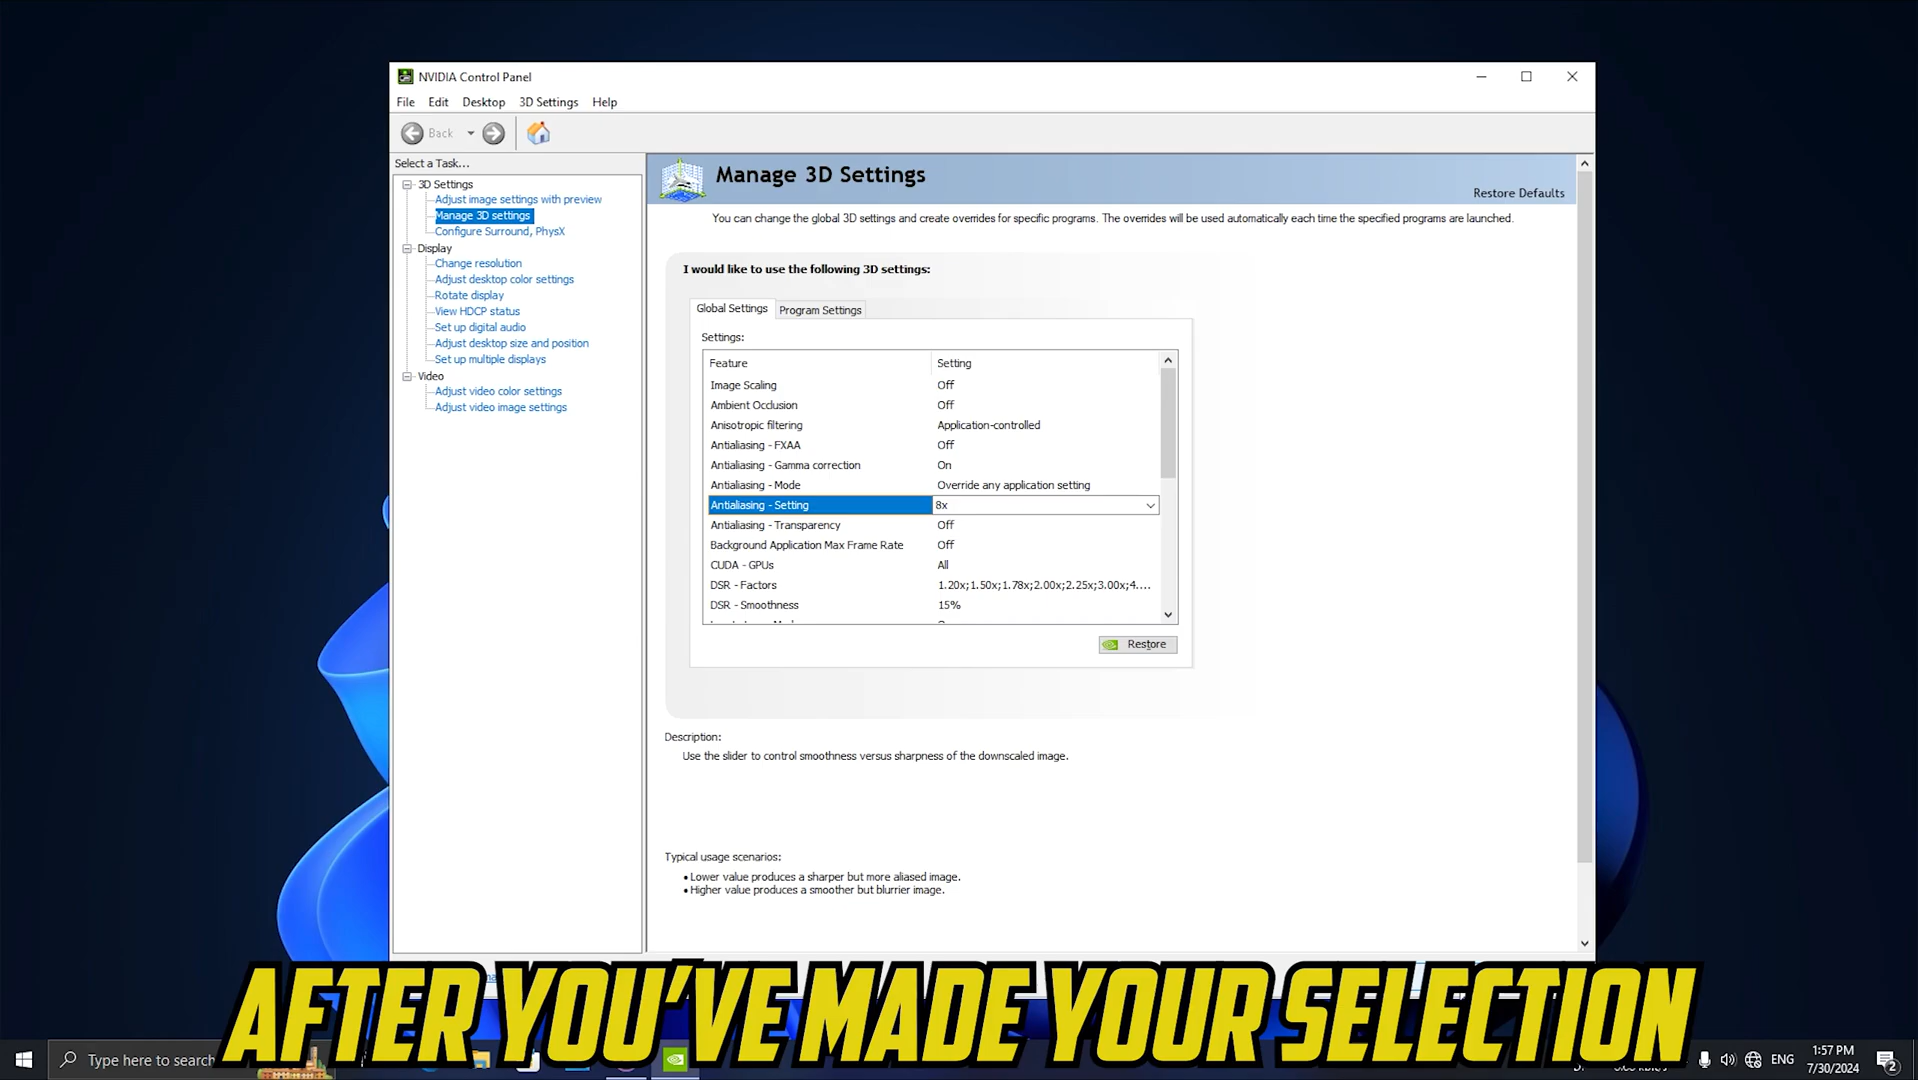 NVIDIA Control Panel
File Edit Desktop 3D Settings Help
Back
Select a Task...
3D Settings
Adjust image settings with preview
Manage 3D settings
Configure Surround, PhysX
Display
Change resolution
Adjust desktop color settings
Rotate display
View HDCP status
Set up digital audio
Adjust desktop size and position
Set up multiple displays
Video
Adjust video color settings
Adjust video image settings
Manage 3D Settings
Restore Defaults
You can change the global 3D settings and create overrides for specific programs. The overrides will be used automatically each time the specified programs are launched.
I would like to use the following 3D settings:
Global Settings Program Settings
Settings:
Feature Setting
Image Scaling Off
Ambient Occlusion Off
Anisotropic filtering Application-controlled
Antialiasing - FXAA Off
Antialiasing - Gamma correction On
Antialiasing - Mode Override any application setting
Antialiasing - Setting 8x
Antialiasing - Transparency Off
Background Application Max Frame Rate Off
CUDA - GPUs All
DSR - Factors 1.20x;1.50x;1.78x;2.00x;2.25x;3.00x;4....
DSR - Smoothness 15%
Restore
Description:
Use the slider to control smoothness versus sharpness of the downscaled image.
Typical usage scenarios:
• Lower value produces a sharper but more aliased image.
• Higher value produces a smoother but blurrier image.
AFTER YOU'VE MADE YOUR SELECTION
Type here to search
ENG
1:57 PM
7/30/2024
2